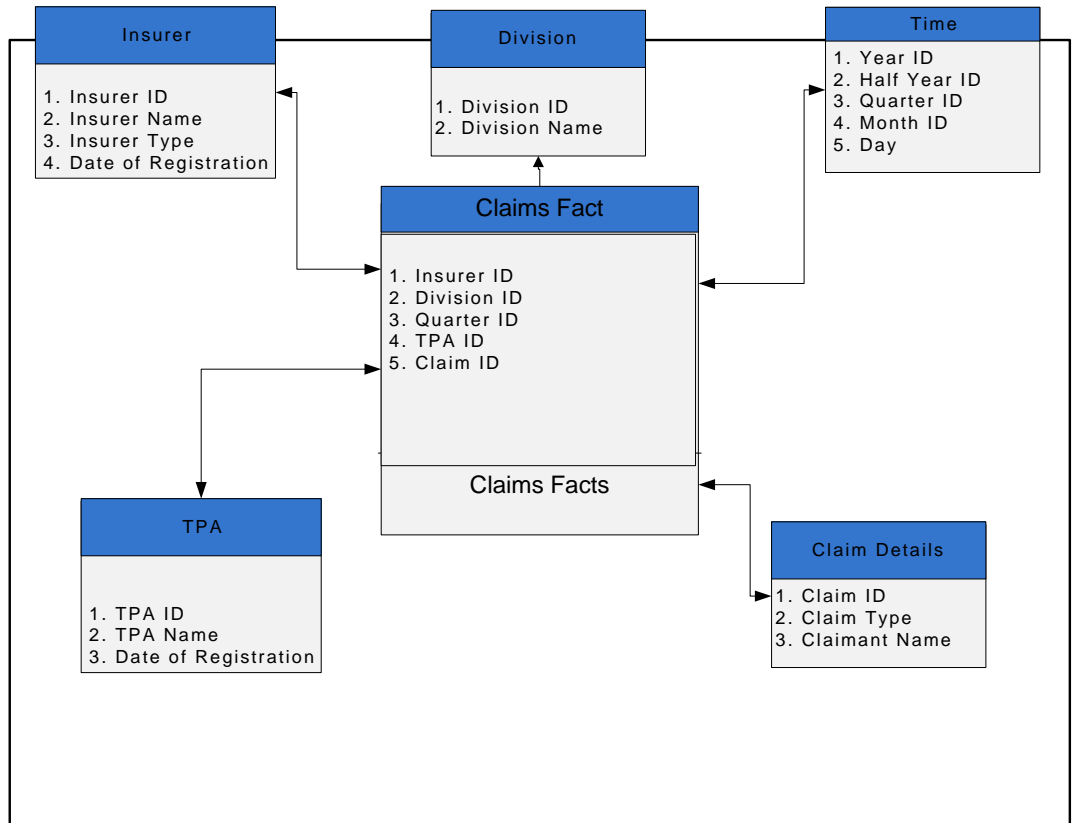 Insurer
1. Insurer ID
2. Insurer Name
3. Insurer Type
4. Date of Registration
Division
1. Division ID
2. Division Name
Time
1. Year ID
2. Half Year ID
3. Quarter ID
4. Month ID
5. Day
Claims Fact
1. Insurer ID
2. Division ID
3. Quarter ID
4. TPA ID
5. Claim ID
Claims Facts
TPA
1. TPA ID
2. TPA Name
3. Date of Registration
Claim Details
1. Claim ID
2. Claim Type
3. Claimant Name